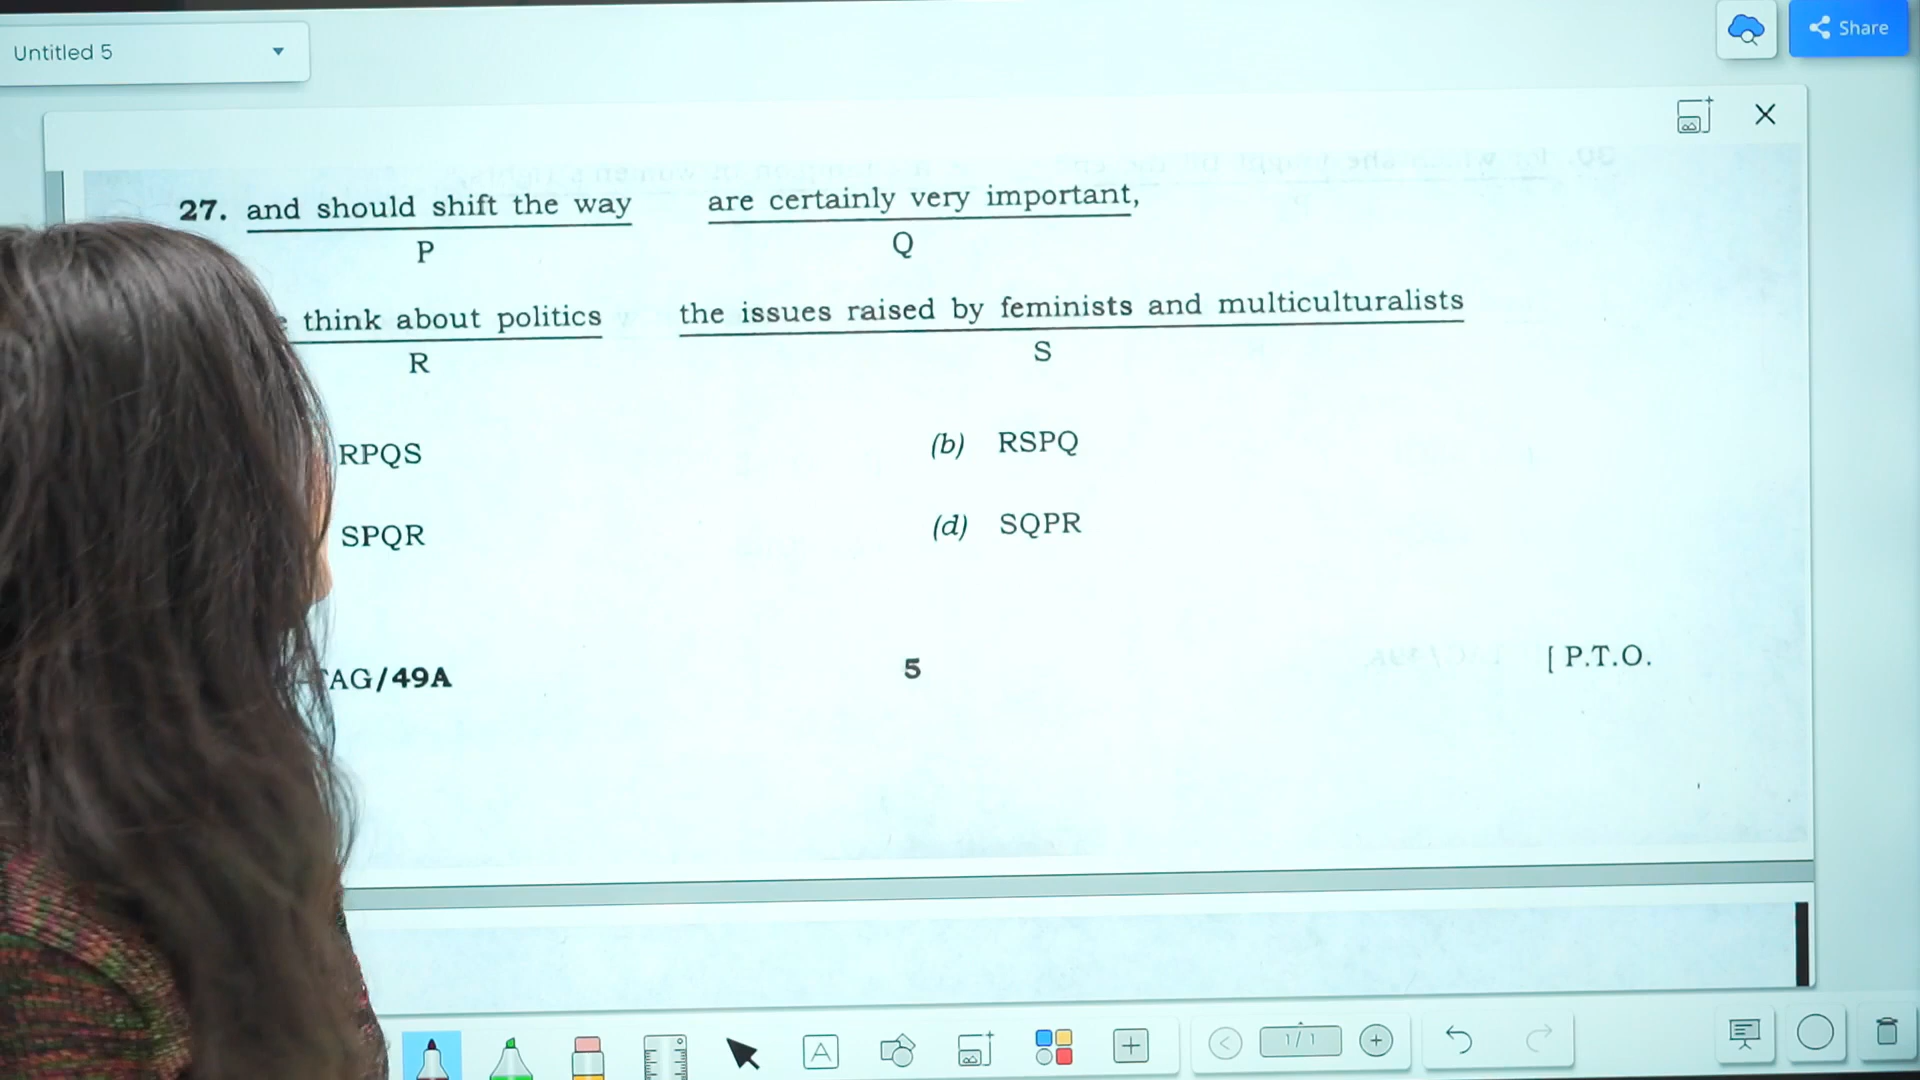 Untitled 5
Share
27. and should shift the way are certainly very important,
P Q
think about politics the issues raised by feminists and multiculturalists
R S
RPQS (b) RSPQ
SPQR (d) SQPR
AG/49A 5 [ P.T.O.
A
1/1